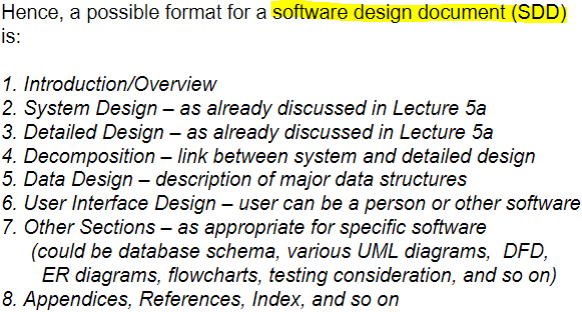 Hence, a possible format for a software design document (SDD)
is:
1. Introduction/Overview
2. System Design – as already discussed in Lecture 5a
3. Detailed Design – as already discussed in Lecture 5a
4. Decomposition – link between system and detailed design
5. Data Design – description of major data structures
6. User Interface Design – user can be a person or other software
7. Other Sections – as appropriate for specific software
(could be database schema, various UML diagrams, DFD,
ER diagrams, flowcharts, testing consideration, and so on)
8. Appendices, References, Index, and so on